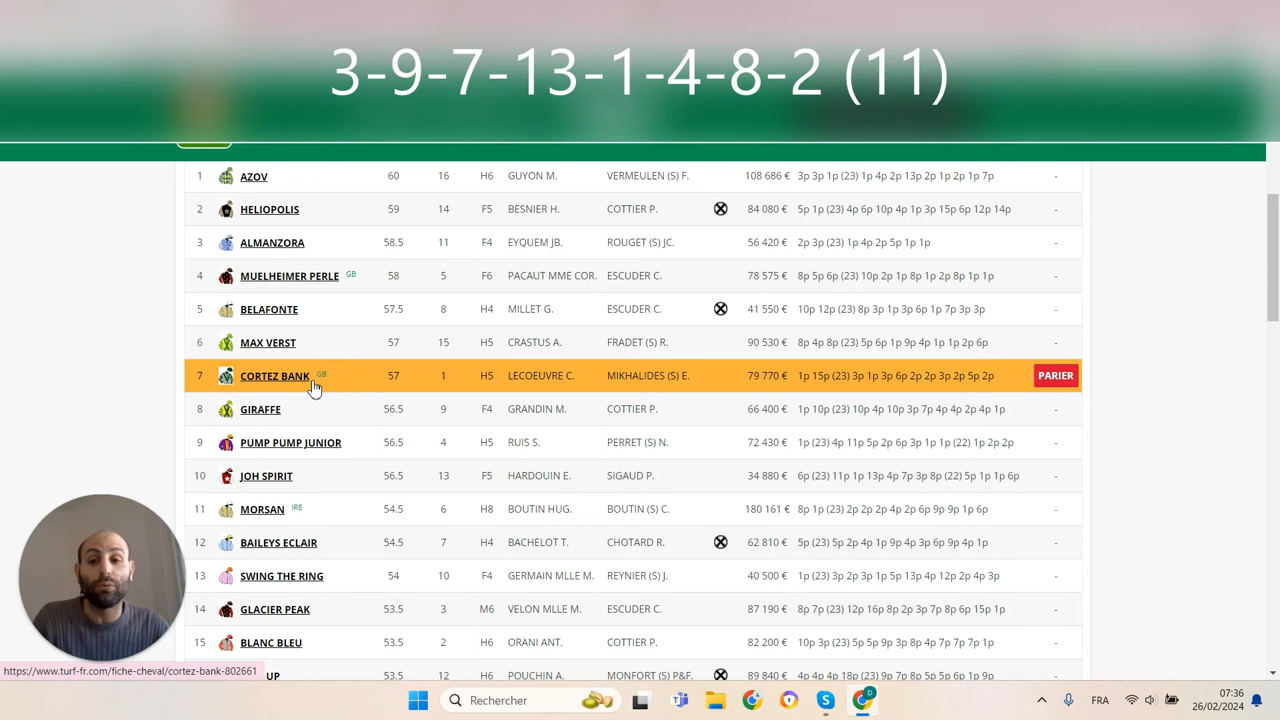 3-9-7-13-1-4-8-2 (11)
1 AZOV 60 16 H6 GUYON M. VERMEULEN (S) F. 108 686 € 3p 3p 1p (23) 1p 4p 2p 13p 2p 1p 2p 1p 7p -
2 HELIOPOLIS 59 14 F5 BESNIER H. COTTIER P. 84 080 € 5p 1p (23) 4p 6p 10p 4p 1p 3p 15p 6p 12p 14p -
3 ALMANZORA 58.5 11 F4 EYQUEM JB. ROUGET (S) JC. 56 420 € 2p 3p (23) 1p 4p 2p 5p 1p 1p -
4 MUELHEIMER PERLE GB 58 5 F6 PACAUT MME COR. ESCUDER C. 78 575 € 8p 5p 6p (23) 10p 2p 1p 8p 1p 2p 8p 1p 1p -
5 BELAFONTE 57.5 8 H4 MILLET G. ESCUDER C. 41 550 € 10p 12p (23) 8p 3p 1p 3p 6p 1p 7p 3p 3p -
6 MAX VERST 57 15 H5 CRASTUS A. FRADET (S) R. 90 530 € 8p 4p 8p (23) 2p 5p 6p 1p 9p 4p 1p 1p 2p 6p -
7 CORTEZ BANK GB 57 1 H5 LECOEUVRE C. MIKHALIDES (S) E. 79 770 € 1p 15p (23) 3p 1p 3p 6p 2p 2p 3p 2p 5p 2p PARIER
8 GIRAFFE 56.5 9 F4 GRANDIN M. COTTIER P. 66 400 € 1p 10p (23) 10p 4p 10p 3p 7p 4p 4p 2p 4p 1p -
9 PUMP PUMP JUNIOR 56.5 4 H5 RUIS S. PERRET (S) N. 72 430 € 1p (23) 4p 11p 5p 2p 6p 3p 1p 1p (22) 1p 2p 2p -
10 JOH SPIRIT 56.5 13 F5 HARDOUIN E. SIGAUD P. 34 880 € 6p (23) 11p 1p 13p 4p 7p 3p 8p (22) 5p 1p 1p 6p -
11 MORSAN IRE 54.5 6 H8 BOUTIN HUG. BOUTIN (S) C. 180 161 € 8p 1p (23) 2p 2p 2p 4p 2p 6p 9p 9p 1p 6p -
12 BAILEYS ECLAIR 54.5 7 H4 BACHELOT T. CHOTARD R. 62 810 € 5p (23) 5p 2p 4p 1p 9p 4p 3p 6p 9p 4p 1p -
13 SWING THE RING 54 10 F4 GERMAIN MLLE M. REYNIER (S) J. 40 500 € 1p (23) 3p 2p 3p 1p 5p 13p 4p 12p 2p 4p 3p -
14 GLACIER PEAK 53.5 3 M6 VELON MLLE M. ESCUDER C. 87 190 € 8p 7p (23) 12p 16p 8p 2p 3p 7p 8p 6p 15p 1p -
15 BLANC BLEU 53.5 2 H6 ORANI ANT. COTTIER P. 82 200 € 10p 3p (23) 5p 5p 9p 3p 8p 4p 7p 7p 7p 1p -
UP 53.5 12 H6 POUCHIN A. MONFORT (S) P&F. 89 840 € 4p 4p 4p 18p (23) 9p 7p 5p 5p 5p 5p 6p 1p -
https://www.turf-fr.com/fiche-cheval/cortez-bank-802661
Rechercher
FRA
07:36
26/02/2024